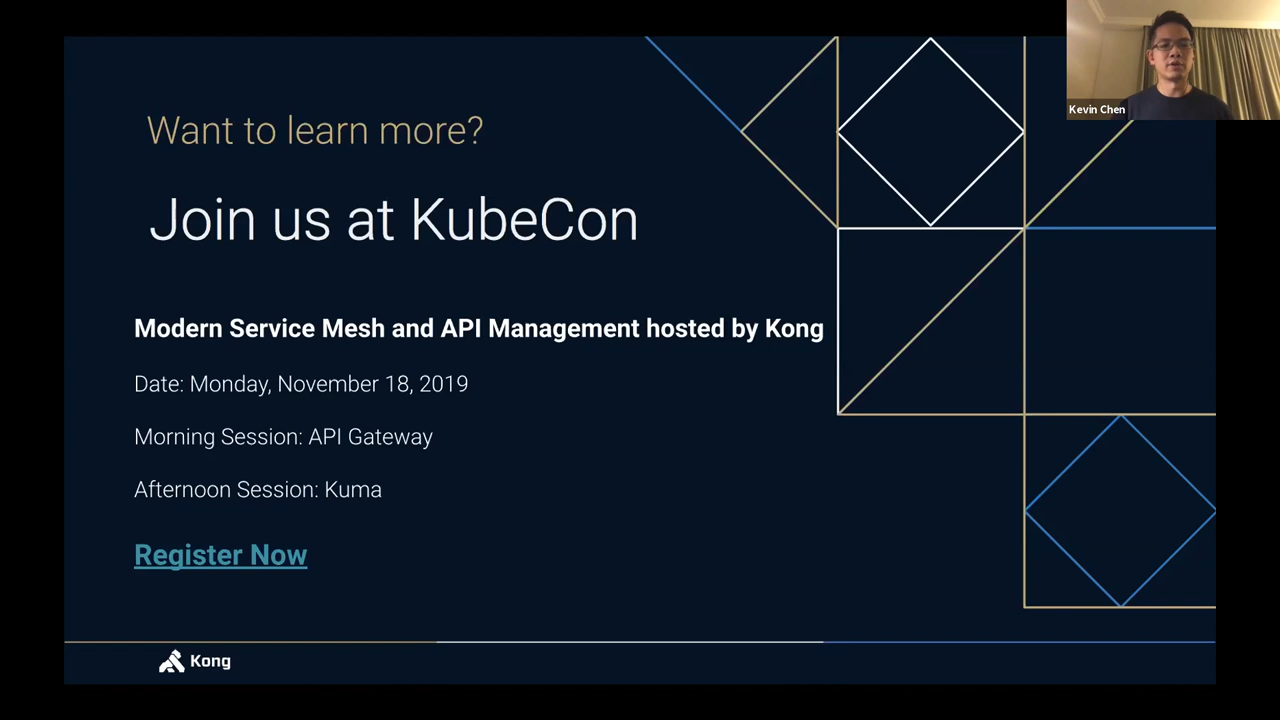 Want to learn more?
Join us at KubeCon
Modern Service Mesh and API Management hosted by Kong
Date: Monday, November 18, 2019
Morning Session: API Gateway
Afternoon Session: Kuma
Register Now
Kong
Kevin Chen